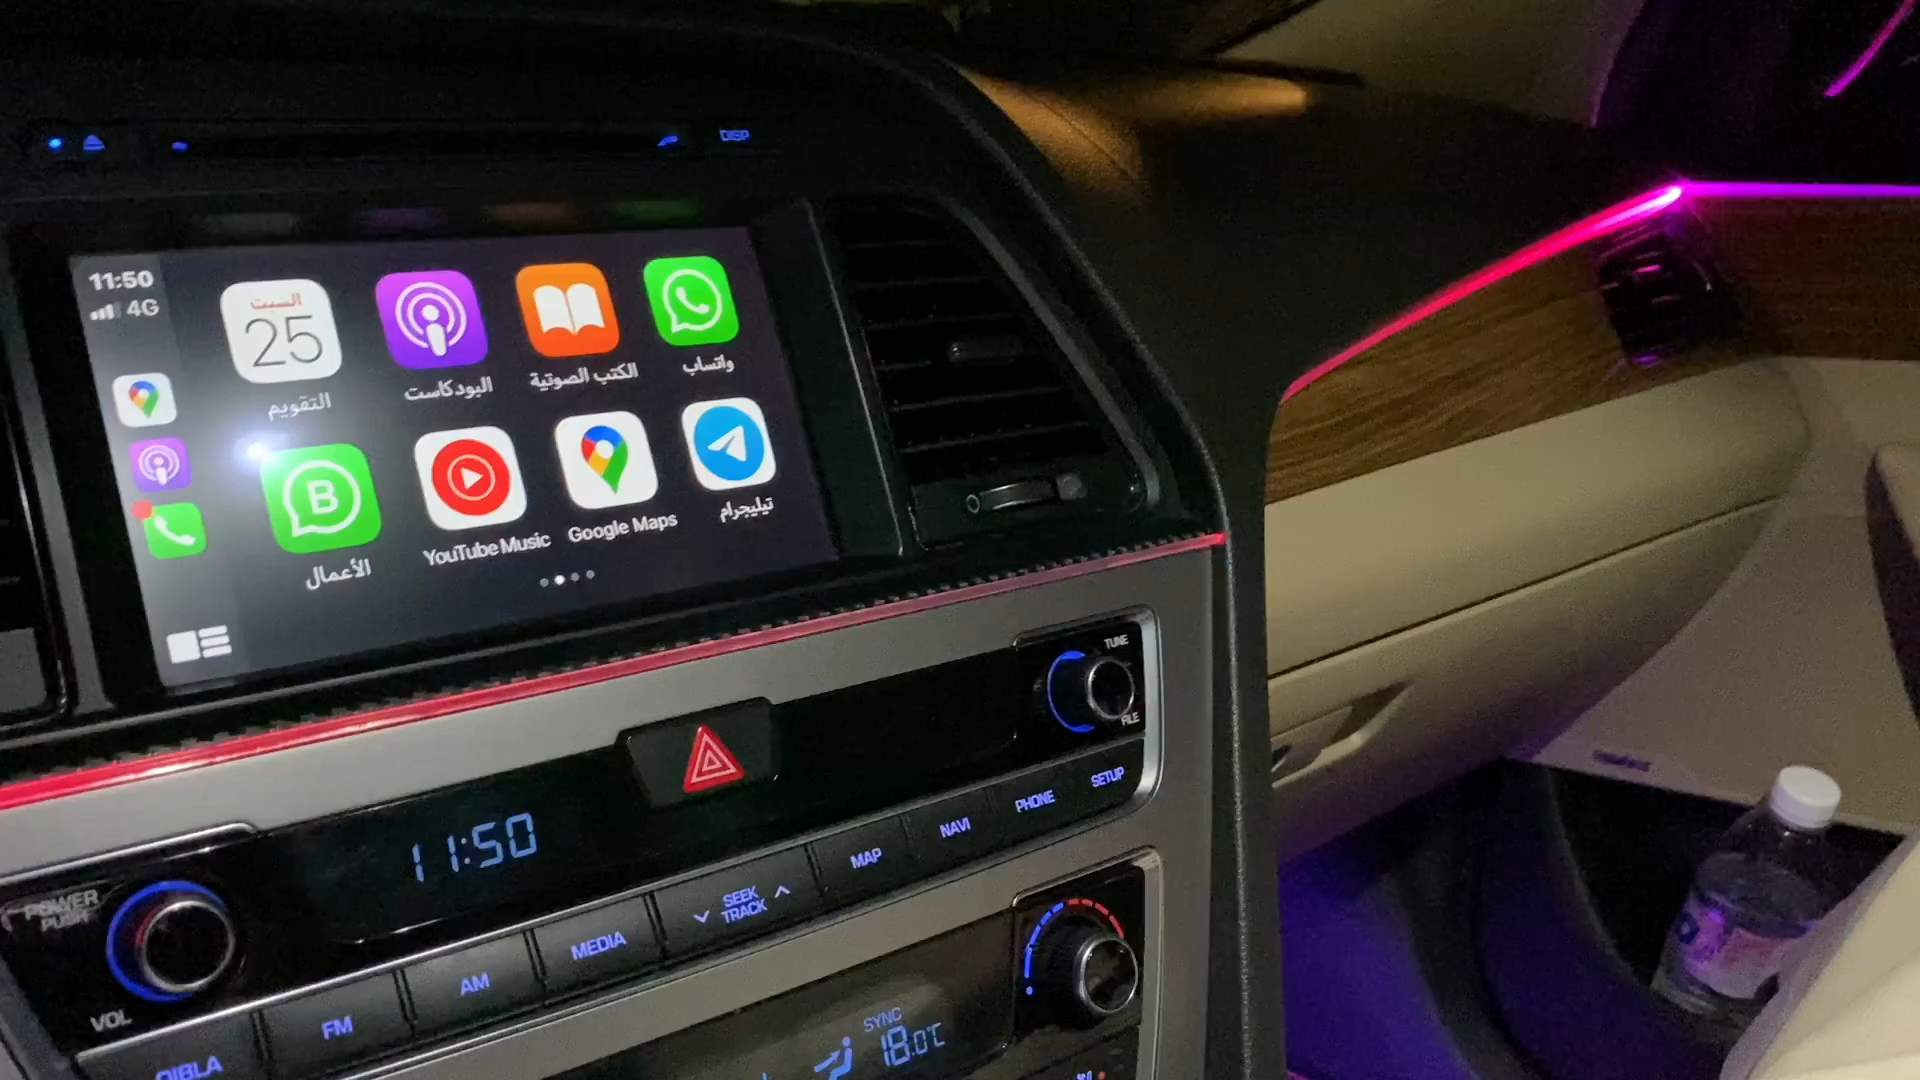 DISP
11:50
4G
السبت
25
التقويم
البودكاست
الكتب الصوتية
واتساب
B
الأعمال
YouTube Music
Google Maps
تيليجرام
TUNE
FILE
11:50
POWER
PUSH
VOL
QIBLA
FM
AM
MEDIA
SEEK
TRACK
MAP
NAVI
PHONE
SETUP
SYNC
18.0°C